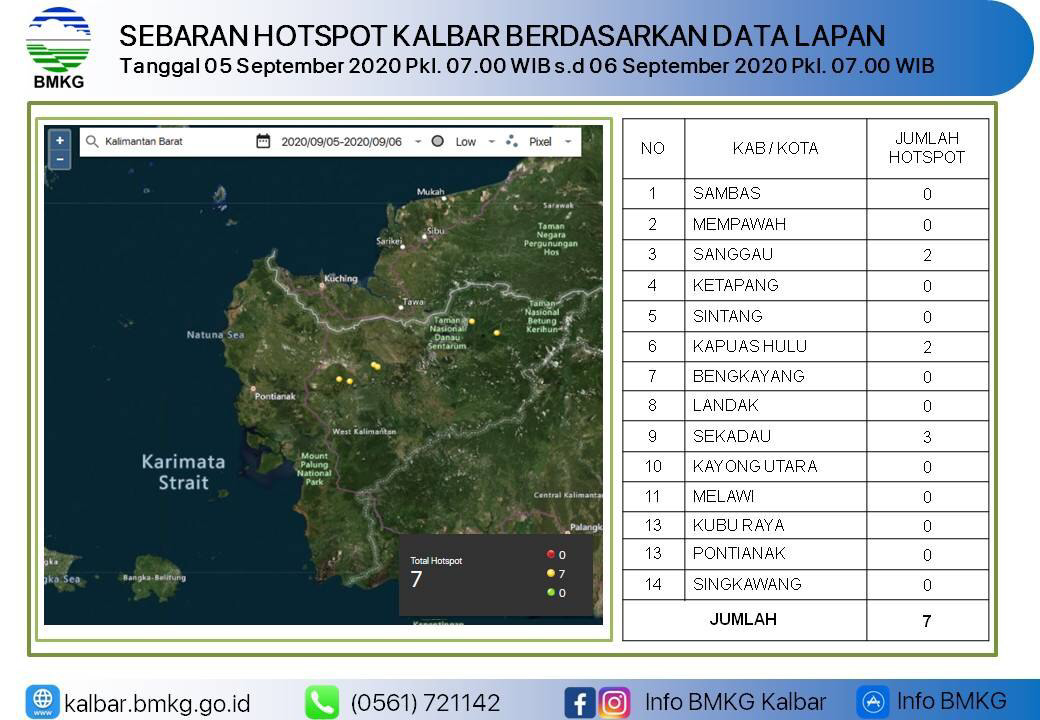 BMKG
SEBARAN HOTSPOT KALBAR BERDASARKAN DATA LAPAN
Tanggal 05 September 2020 Pkl. 07.00 WIB s.d 06 September 2020 Pkl. 07.00 WIB
+
−
Kalimantan Barat 2020/09/05-2020/09/06 Low Pixel
Mukah
Sarawak
Sibu
Sarikei
Taman
Negara
Pergunungan
Hos
Kuching
Tawa
Taman
Nasional
Betung
Kerihun
Taman
Nasional
Danau
Sentarum
Natuna Sea
Pontianak
West Kalimantan
Karimata
Strait
Mount
Palung
National
Park
Central Kalimanta
Palangk
gka
gka Sea
Bangka-Belitung
Total Hotspot
7
0
7
0
NO KAB / KOTA JUMLAH HOTSPOT
1 SAMBAS 0
2 MEMPAWAH 0
3 SANGGAU 2
4 KETAPANG 0
5 SINTANG 0
6 KAPUAS HULU 2
7 BENGKAYANG 0
8 LANDAK 0
9 SEKADAU 3
10 KAYONG UTARA 0
11 MELAWI 0
13 KUBU RAYA 0
13 PONTIANAK 0
14 SINGKAWANG 0
JUMLAH 7
kalbar.bmkg.go.id (0561) 721142 Info BMKG Kalbar Info BMKG